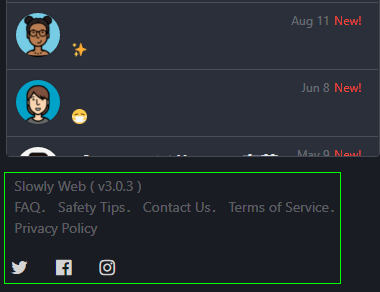 Aug 11 New!
Jun 8 New!
May 9 New!
Slowly Web ( v3.0.3 )
FAQ. Safety Tips. Contact Us. Terms of Service.
Privacy Policy